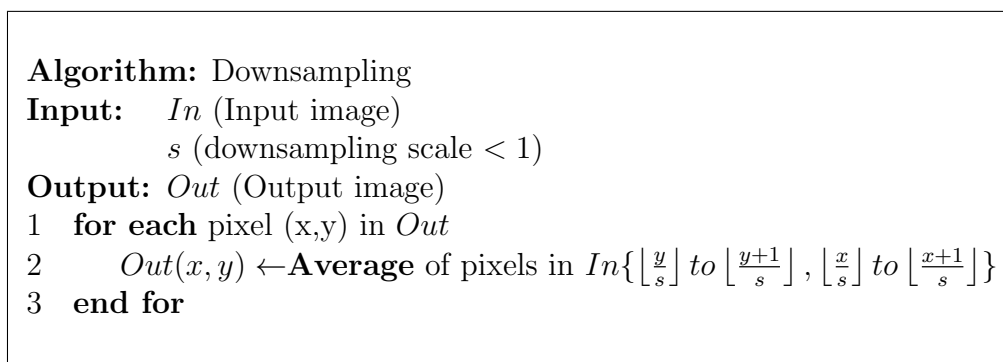 Algorithm: Downsampling
Input: In (Input image)
s (downsampling scale < 1)
Output: Out (Output image)
1 for each pixel (x,y) in Out
2 Out(x, y) ←Average of pixels in In{⌊y/s⌋ to ⌊y+1/s⌋, ⌊x/s⌋ to ⌊x+1/s⌋}
3 end for